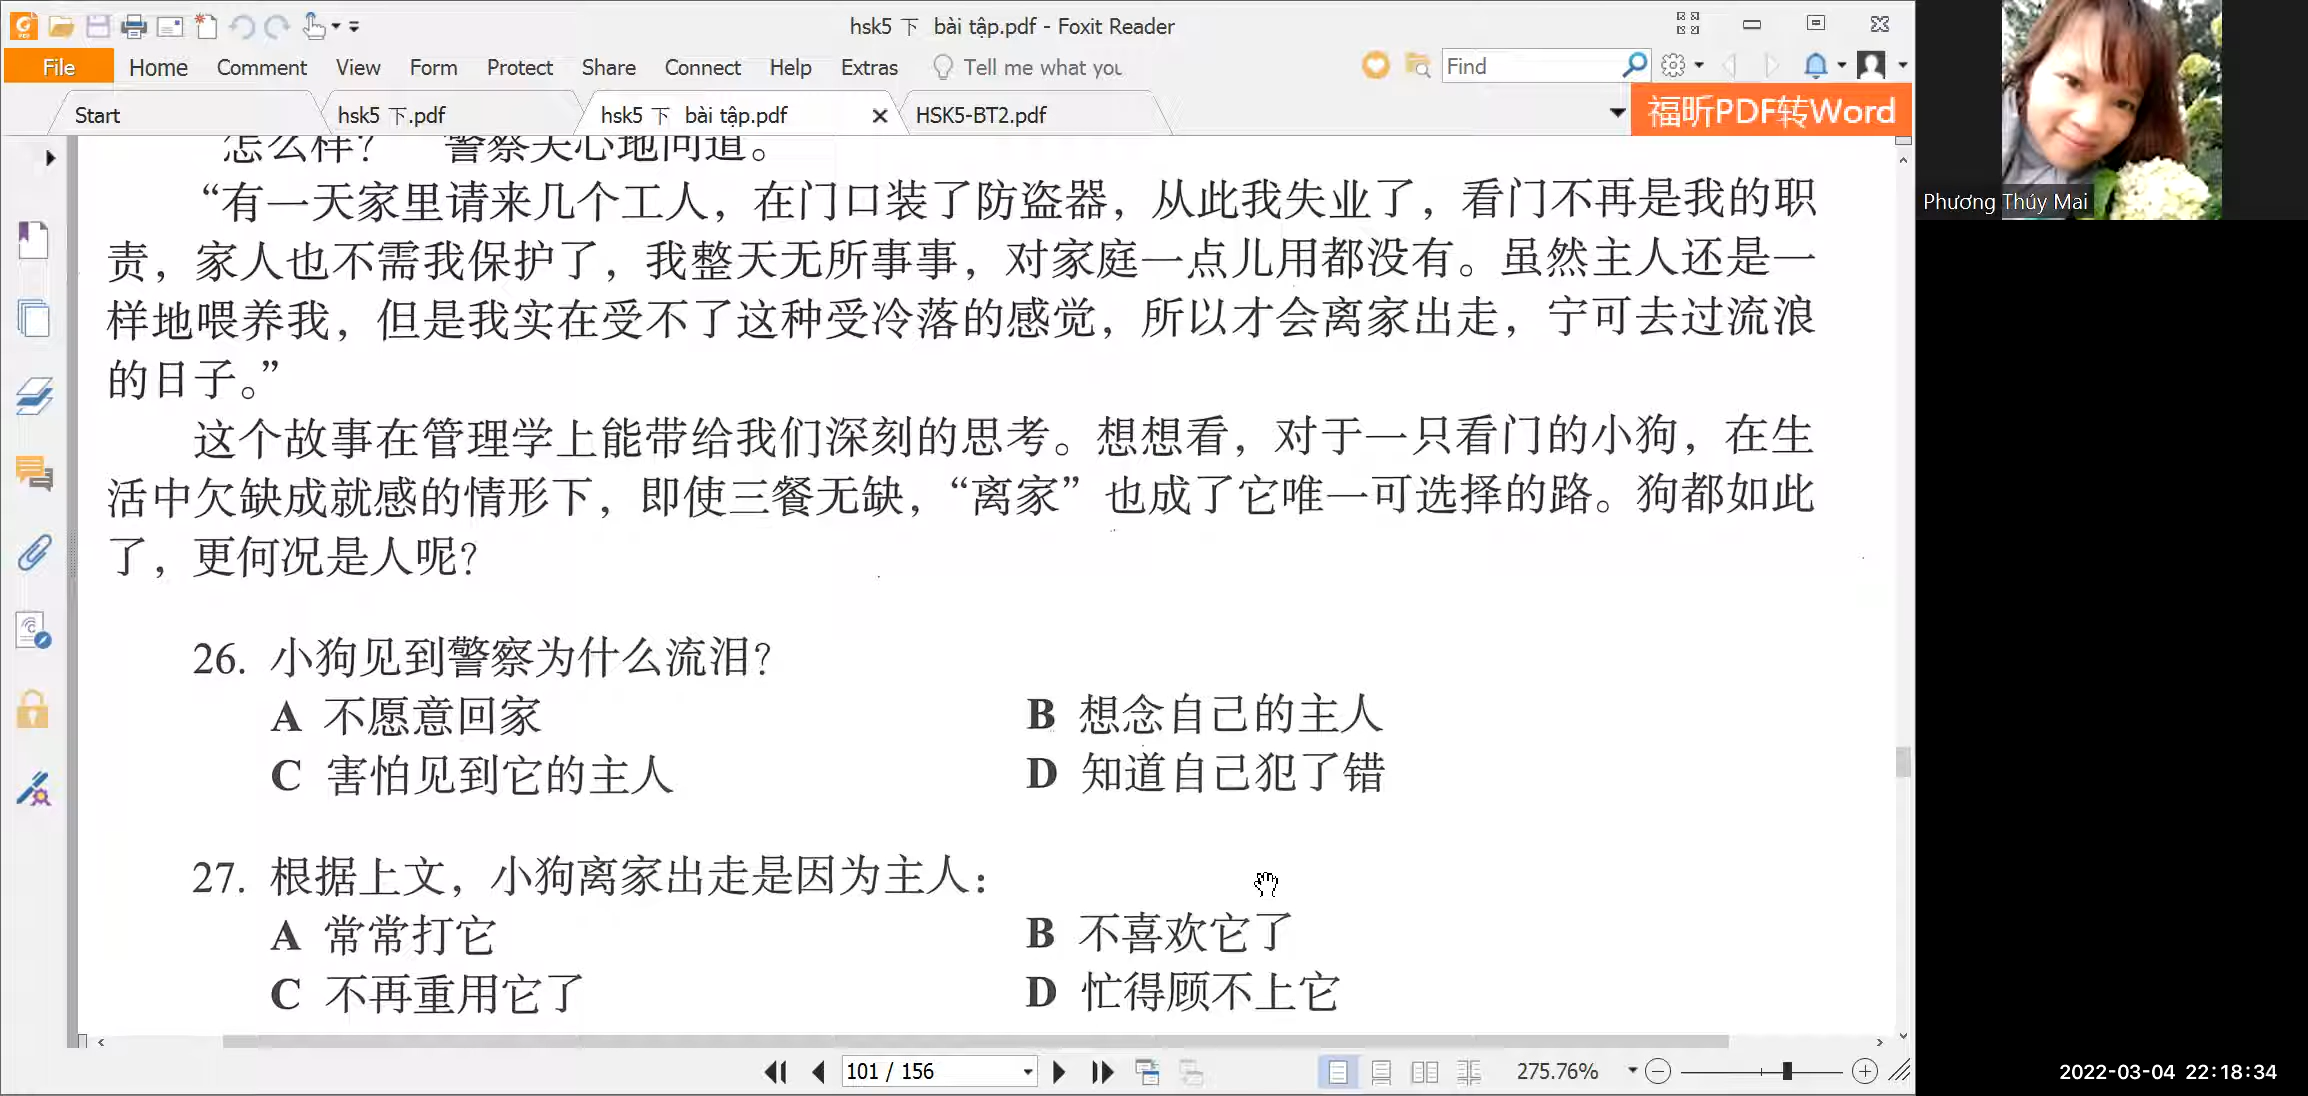 hsk5 下 bài tập.pdf - Foxit Reader
File Home Comment View Form Protect Share Connect Help Extras Tell me what you Find
Start hsk5 下.pdf hsk5 下 bài tập.pdf HSK5-BT2.pdf 福昕PDF转Word
怎么样？ 警察关心地问道。
“有一天家里请来几个工人，在门口装了防盗器，从此我失业了，看门不再是我的职
责，家人也不需我保护了，我整天无所事事，对家庭一点儿用都没有。虽然主人还是一
样地喂养我，但是我实在受不了这种受冷落的感觉，所以才会离家出走，宁可去过流浪
的日子。”
这个故事在管理学上能带给我们深刻的思考。想想看，对于一只看门的小狗，在生
活中欠缺成就感的情形下，即使三餐无缺，“离家”也成了它唯一可选择的路。狗都如此
了，更何况是人呢？
26. 小狗见到警察为什么流泪？
A 不愿意回家 B 想念自己的主人
C 害怕见到它的主人 D 知道自己犯了错
27. 根据上文，小狗离家出走是因为主人：
A 常常打它 B 不喜欢它了
C 不再重用它了 D 忙得顾不上它
101 / 156 275.76%
Phương Thúy Mai
2022-03-04 22:18:34